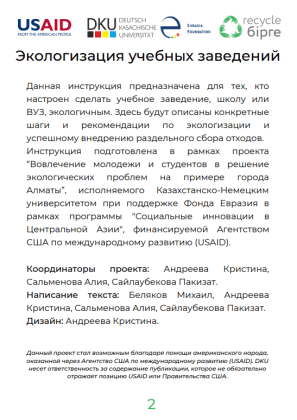 USAID
FROM THE AMERICAN PEOPLE
DKU DEUTSCH
KASACHISCHE
UNIVERSITÄT
EURASIA
FOUNDATION
recycle
бірге
Экологизация учебных заведений
Данная инструкция предназначена для тех, кто
настроен сделать учебное заведение, школу или
ВУЗ, экологичным. Здесь будут описаны конкретные
шаги и рекомендации по экологизации и
успешному внедрению раздельного сбора отходов.
Инструкция подготовлена в рамках проекта
“Вовлечение молодежи и студентов в решение
экологических проблем на примере города
Алматы”, исполняемого Казахстанско-Немецким
университетом при поддержке Фонда Евразия в
рамках программы "Социальные инновации в
Центральной Азии", финансируемой Агентством
США по международному развитию (USAID).
Координаторы проекта: Андреева Кристина,
Сальменова Алия, Сайлаубекова Пакизат.
Написание текста: Беляков Михаил, Андреева
Кристина, Сальменова Алия, Сайлаубекова Пакизат.
Дизайн: Андреева Кристина.
Данный проект стал возможным благодаря помощи американского народа,
оказанной через Агентство США по международному развитию (USAID). DKU
несет ответственность за содержание публикации, которое не обязательно
отражает позицию USAID или Правительства США.
2